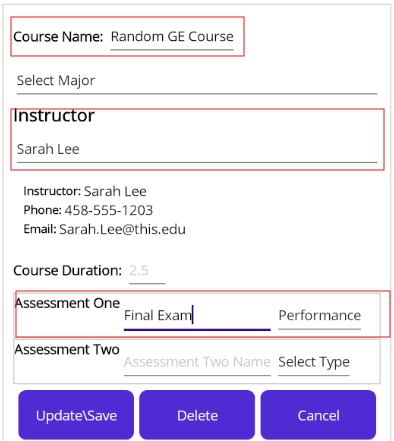 Course Name: Random GE Course
Select Major
Instructor
Sarah Lee
Instructor: Sarah Lee
Phone: 458-555-1203
Email: Sarah.Lee@this.edu
Course Duration: 2.5
Assessment One Final Exam Performance
Assessment Two Assessment Two Name Select Type
Update\Save Delete Cancel